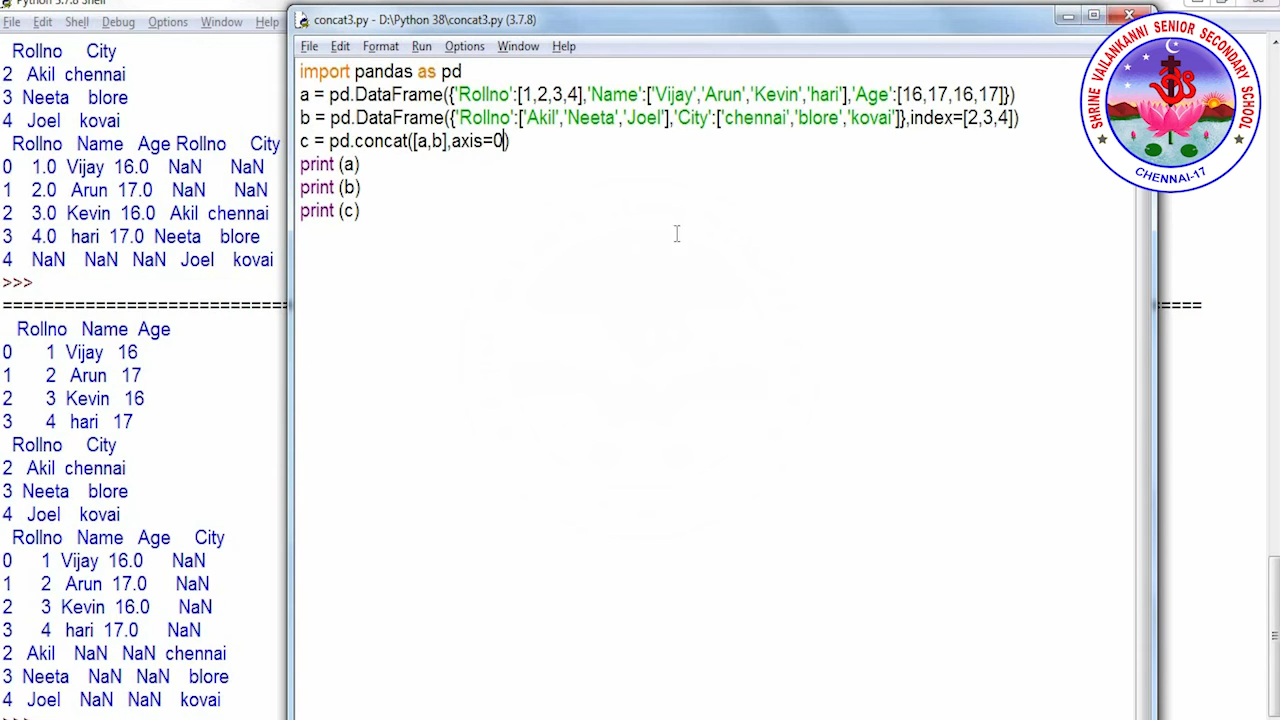 Python 3.7.8 Shell
File Edit Shell Debug Options Window Help
Rollno City
2 Akil chennai
3 Neeta blore
4 Joel kovai
Rollno Name Age Rollno City
0 1.0 Vijay 16.0 NaN NaN
1 2.0 Arun 17.0 NaN NaN
2 3.0 Kevin 16.0 Akil chennai
3 4.0 hari 17.0 Neeta blore
4 NaN NaN NaN Joel kovai
>>>
Rollno Name Age
0 1 Vijay 16
1 2 Arun 17
2 3 Kevin 16
3 4 hari 17
Rollno City
2 Akil chennai
3 Neeta blore
4 Joel kovai
Rollno Name Age City
0 1 Vijay 16.0 NaN
1 2 Arun 17.0 NaN
2 3 Kevin 16.0 NaN
3 4 hari 17.0 NaN
2 Akil NaN NaN chennai
3 Neeta NaN NaN blore
4 Joel NaN NaN kovai
>>>
concat3.py - D:\Python 38\concat3.py (3.7.8)
File Edit Format Run Options Window Help
import pandas as pd
a = pd.DataFrame({'Rollno':[1,2,3,4],'Name':['Vijay','Arun','Kevin','hari'],'Age':[16,17,16,17]})
b = pd.DataFrame({'Rollno':['Akil','Neeta','Joel'],'City':['chennai','blore','kovai']},index=[2,3,4])
c = pd.concat([a,b],axis=0)
print (a)
print (b)
print (c)
SHRINE VAILANKANNI SENIOR SECONDARY SCHOOL
CHENNAI-17